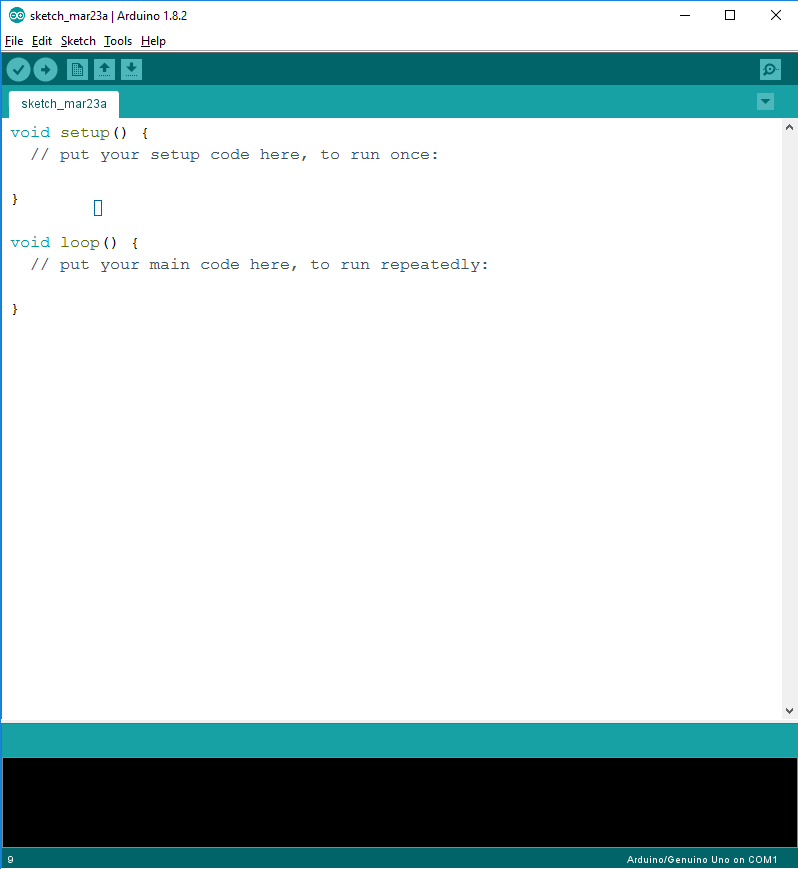 sketch_mar23a | Arduino 1.8.2
File Edit Sketch Tools Help
sketch_mar23a
void setup() {
  // put your setup code here, to run once:
}
void loop() {
  // put your main code here, to run repeatedly:
}
9 Arduino/Genuino Uno on COM1